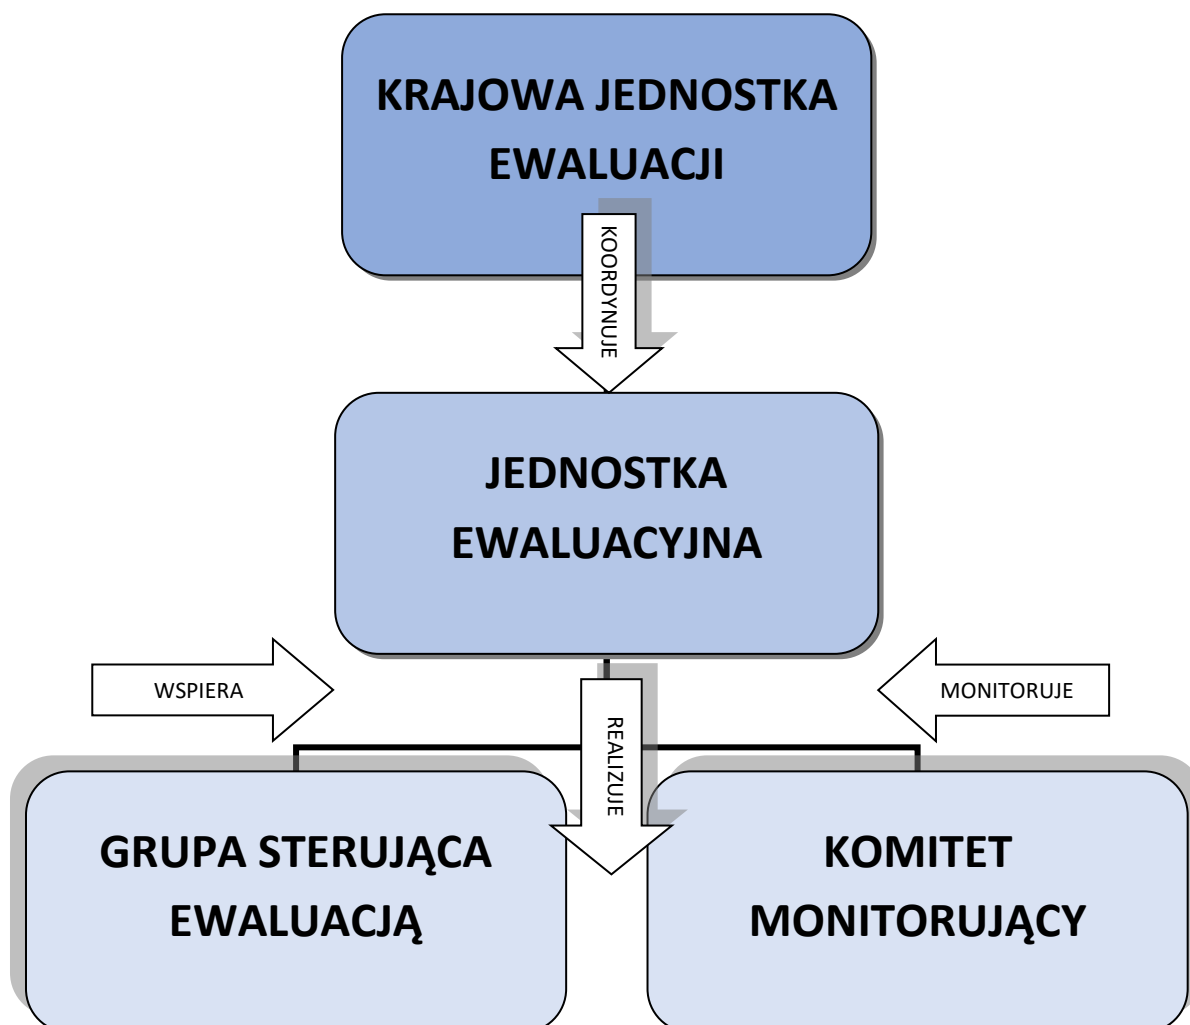 KRAJOWA JEDNOSTKA
EWALUACJI
KOORDYNUJE
JEDNOSTKA
EWALUACYJNA
WSPIERA
MONITORUJE
REALIZUJE
GRUPA STERUJĄCA
EWALUACJĄ
KOMITET
MONITORUJĄCY